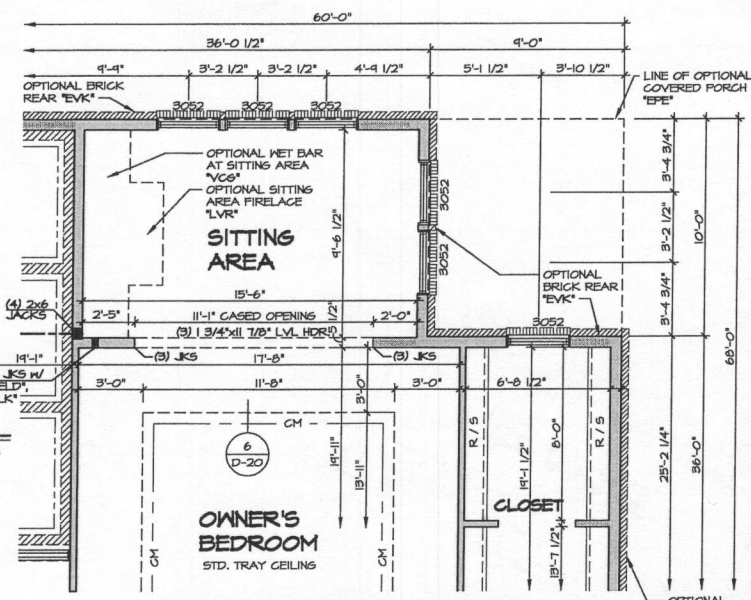 60'-0"
36'-0 1/2"
9'-0"
9'-9"
3'-2 1/2"
3'-2 1/2"
4'-9 1/2"
5'-1 1/2"
3'-10 1/2"
OPTIONAL BRICK
REAR "EVK"
LINE OF OPTIONAL
COVERED PORCH
"EPE"
3052
3052
3052
OPTIONAL WET BAR
AT SITTING AREA
"VCG"
OPTIONAL SITTING
AREA FIRELACE
"LVR"
SITTING
AREA
9'-6 1/2"
3052
3052
3'-4 3/4"
3'-2 1/2"
3'-4 3/4"
10'-0"
68'-0"
OPTIONAL
BRICK REAR
"EVK"
(4) 2x6
JACKS
15'-6"
2'-5"
11'-1" CASED OPENING
2'-0"
(3) 1 3/4"x11 7/8" LVL HDR
5 1/2"
3052
19'-1"
JKS W/
ELD",
LK"
(3) JKS
17'-8"
(3) JKS
3'-0"
11'-8"
3'-0"
6'-8 1/2"
3'-0"
CM
6
D-20
R / S
8'-0"
R / S
19'-11"
13'-11"
19'-1 1/2"
25'-2 1/4"
36'-0"
OWNER'S
BEDROOM
STD. TRAY CEILING
CM
CM
CLOSET
13'-7 1/2"
OPTIONAL